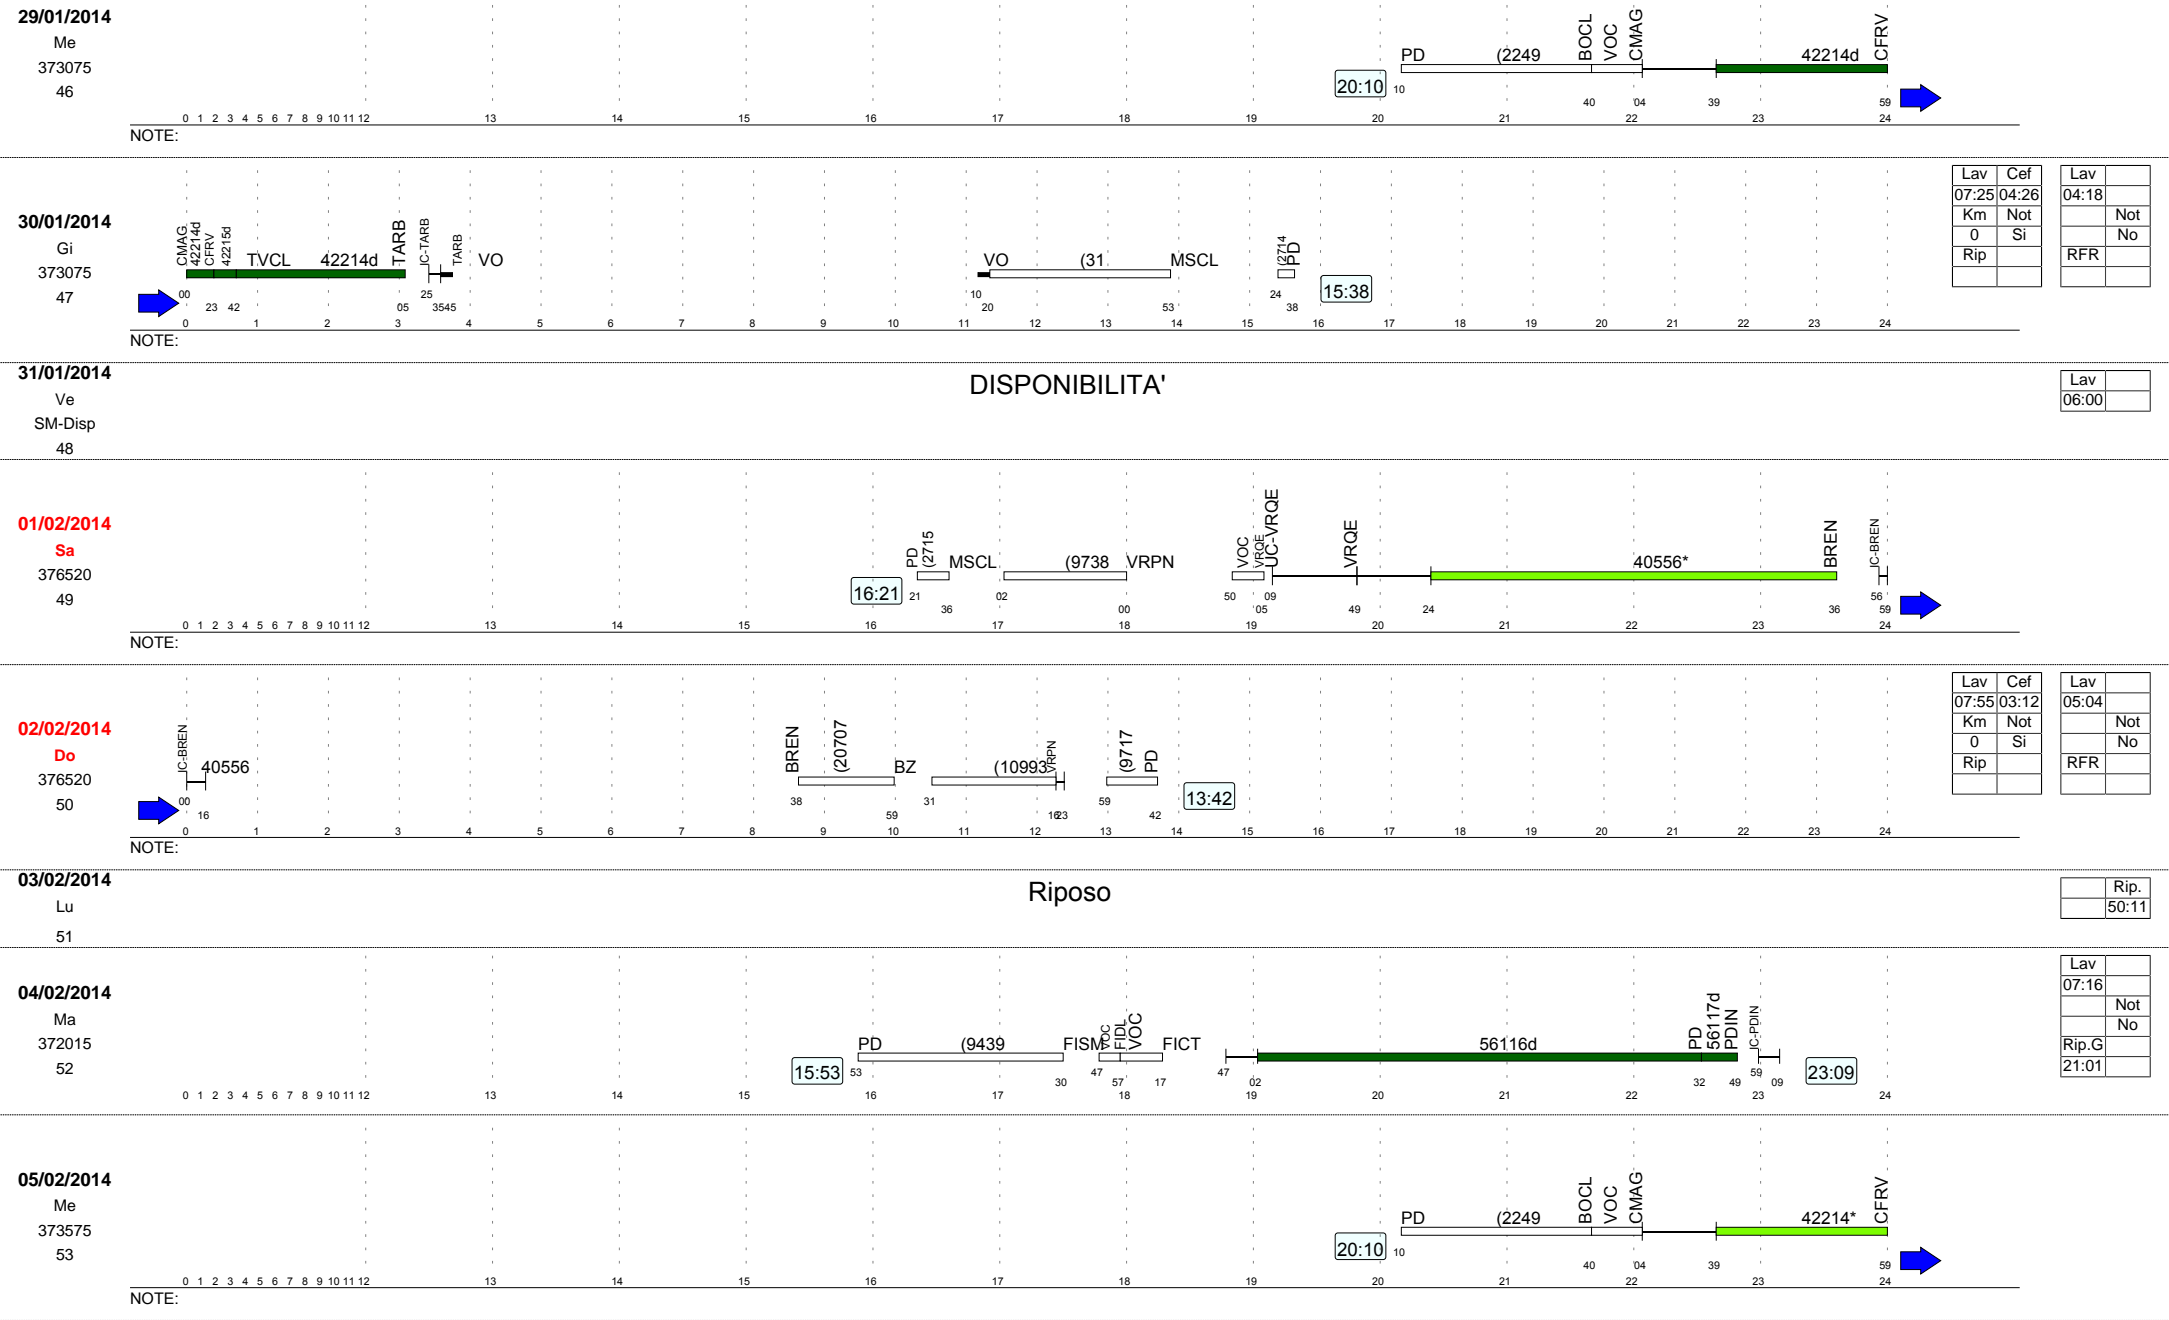 29/01/2014
Me
373075
46
PD (2249 BOCL VOC CMAG 42214d CFRV
20:10 10 40 04 39 59
0 1 2 3 4 5 6 7 8 9 10 11 12 13 14 15 16 17 18 19 20 21 22 23 24
NOTE:
30/01/2014
Gi
373075
47
CMAG 42214d CFRV 42215d TVCL 42214d TARB IC-TARB TARB VO VO (31 MSCL (2714 PD
00 23 42 05 25 35 45 10 20 53 24 38 15:38
0 1 2 3 4 5 6 7 8 9 10 11 12 13 14 15 16 17 18 19 20 21 22 23 24
NOTE:
Lav Cef Lav
07:25 04:26 04:18
Km Not Not
0 Si No
Rip RFR
31/01/2014
Ve
SM-Disp
48
DISPONIBILITA'
Lav
06:00
01/02/2014
Sa
376520
49
PD (2715 MSCL (9738 VRPN VOC VRQE UC-VRQE VRQE 40556* BREN IC-BREN
16:21 21 36 02 00 50 05 09 49 24 36 56 59
0 1 2 3 4 5 6 7 8 9 10 11 12 13 14 15 16 17 18 19 20 21 22 23 24
NOTE:
02/02/2014
Do
376520
50
IC-BREN 40556 BREN (20707 BZ (10993 VRPN (9717 PD
00 16 38 59 31 16 23 59 42 13:42
0 1 2 3 4 5 6 7 8 9 10 11 12 13 14 15 16 17 18 19 20 21 22 23 24
NOTE:
Lav Cef Lav
07:55 03:12 05:04
Km Not Not
0 Si No
Rip RFR
03/02/2014
Lu
51
Riposo
Rip.
50:11
04/02/2014
Ma
372015
52
PD (9439 FISM VOC FIDL VOC FICT 56116d PD 56117d PDIN IC-PDIN
15:53 53 30 47 57 17 47 02 32 49 59 09 23:09
0 1 2 3 4 5 6 7 8 9 10 11 12 13 14 15 16 17 18 19 20 21 22 23 24
Lav
07:16
Not
No
Rip.G
21:01
05/02/2014
Me
373575
53
PD (2249 BOCL VOC CMAG 42214* CFRV
20:10 10 40 04 39 59
0 1 2 3 4 5 6 7 8 9 10 11 12 13 14 15 16 17 18 19 20 21 22 23 24
NOTE: